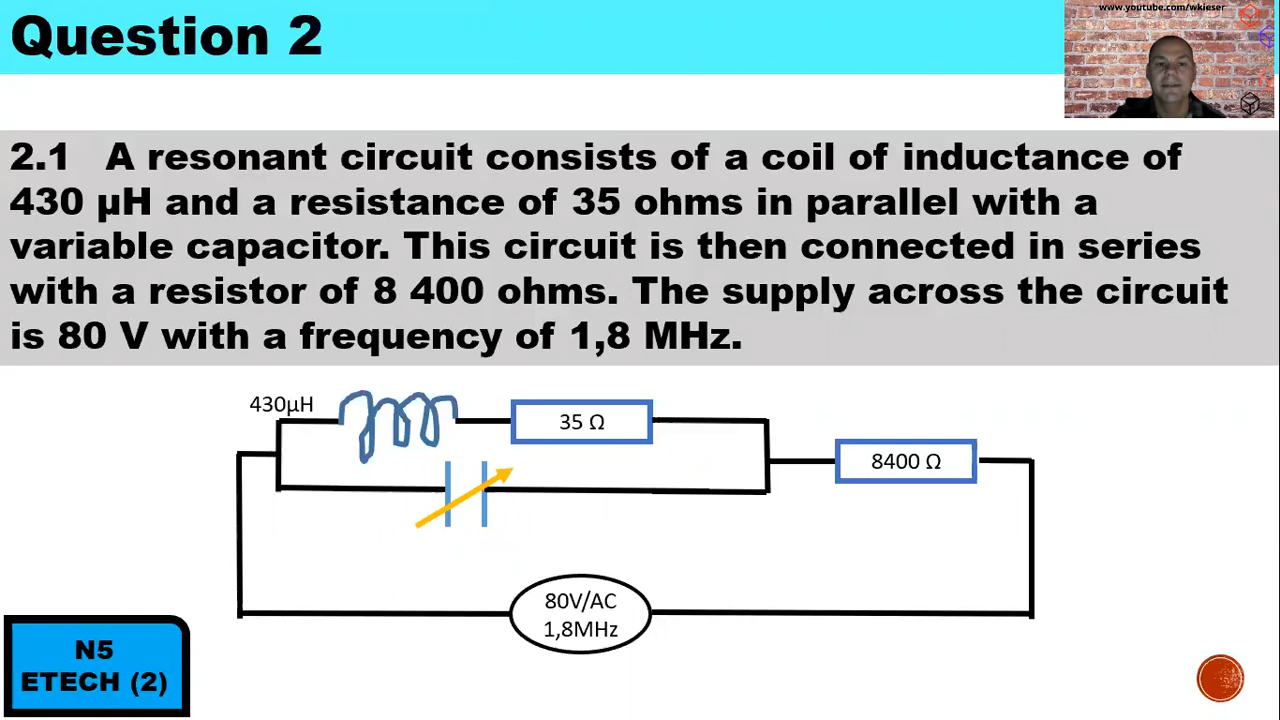 www.youtube.com/wkieser
Question 2
2.1 A resonant circuit consists of a coil of inductance of
430 µH and a resistance of 35 ohms in parallel with a
variable capacitor. This circuit is then connected in series
with a resistor of 8 400 ohms. The supply across the circuit
is 80 V with a frequency of 1,8 MHz.
430µH
35 Ω
8400 Ω
80V/AC
1,8MHz
N5
ETECH (2)